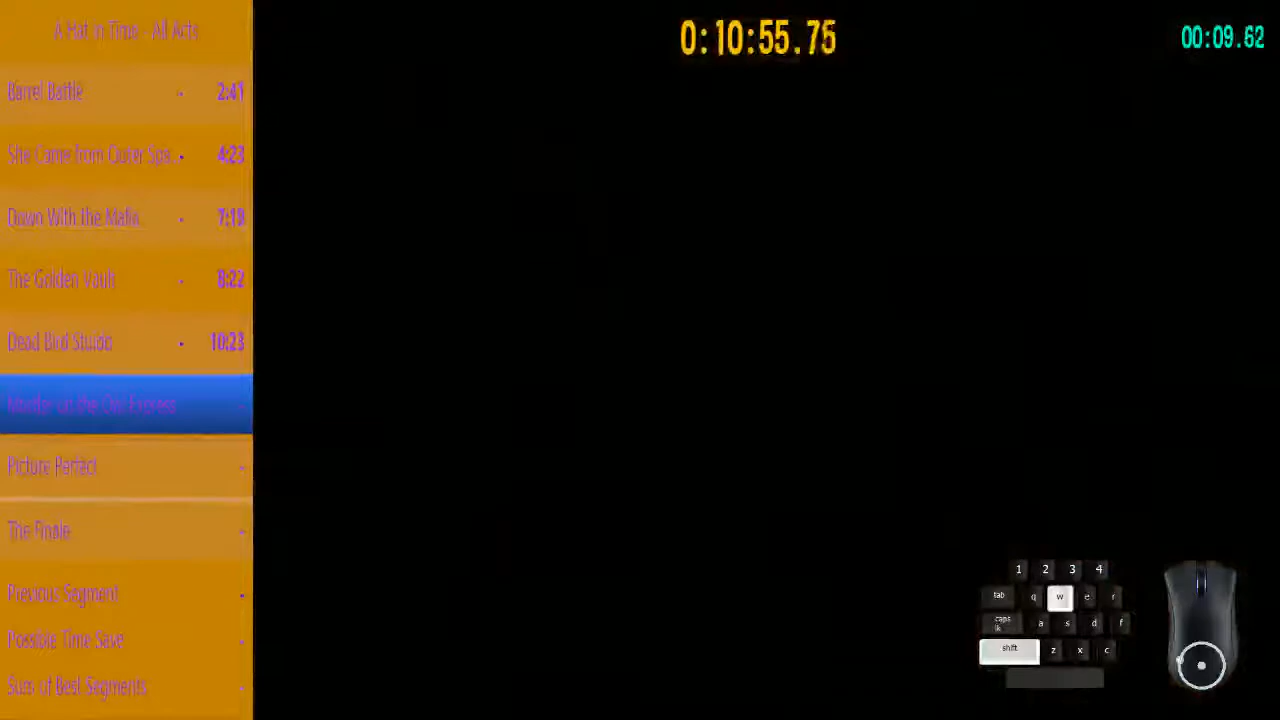 A Hat in Time - All Acts
0:10:55.75
00:09.62
Barrel Battle - 2:41
She Came from Outer Spa.. - 4:23
Down With the Mafia - 7:19
The Golden Vault - 8:22
Dead Bird Studio - 10:23
Murder on the Owl Express -
Picture Perfect -
The Finale -
Previous Segment -
Possible Time Save -
Sum of Best Segments -
1 2 3 4
tab q w e r
caps lk a s d f
shift z x c